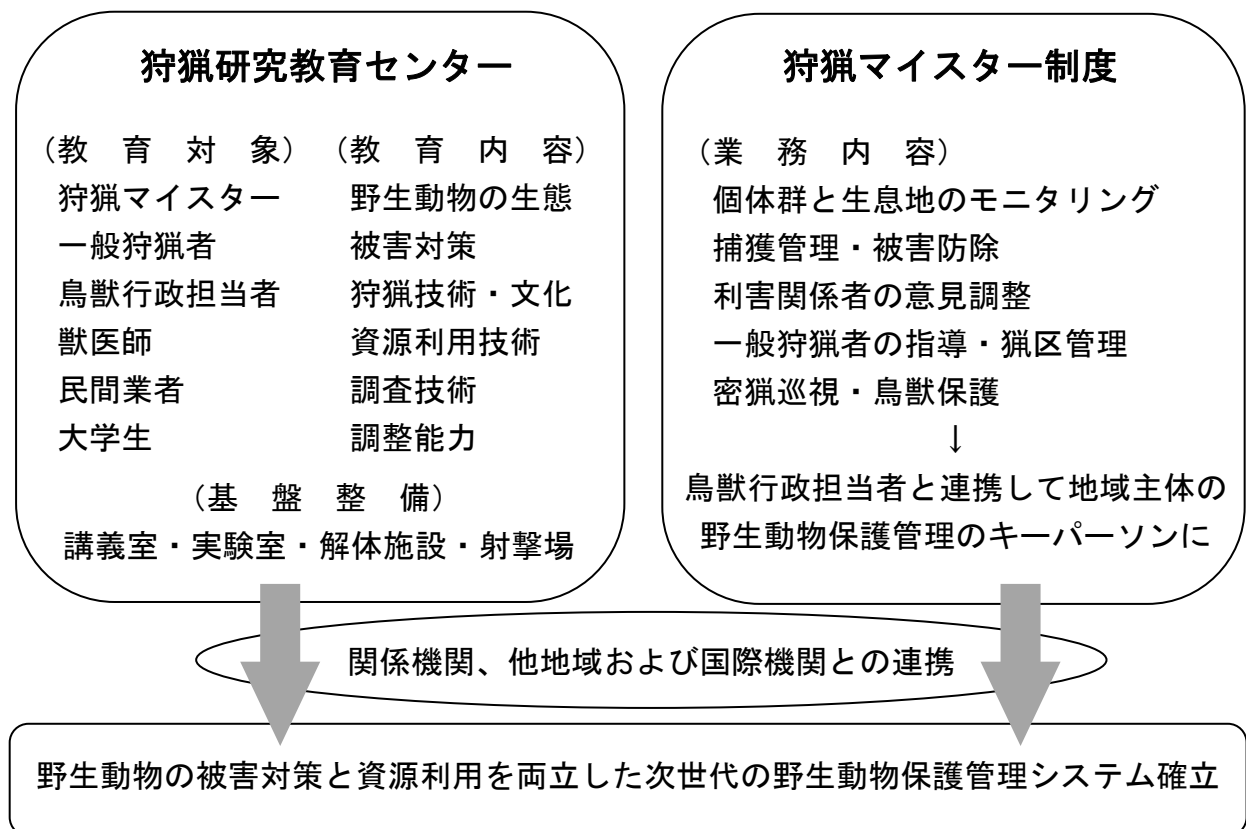 狩猟研究教育センター
(教育対象) (教育内容)
狩猟マイスター 野生動物の生態
一般狩猟者 被害対策
鳥獣行政担当者 狩猟技術・文化
獣医師 資源利用技術
民間業者 調査技術
大学生 調整能力
(基盤整備)
講義室・実験室・解体施設・射撃場
狩猟マイスター制度
(業務内容)
個体群と生息地のモニタリング
捕獲管理・被害防除
利害関係者の意見調整
一般狩猟者の指導・猟区管理
密猟巡視・鳥獣保護
↓
鳥獣行政担当者と連携して地域主体の
野生動物保護管理のキーパーソンに
関係機関、他地域および国際機関との連携
野生動物の被害対策と資源利用を両立した次世代の野生動物保護管理システム確立